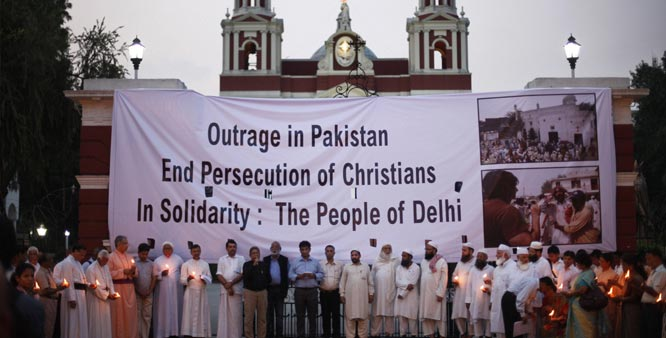 Outrage in Pakistan
End Persecution of Christians
In Solidarity : The People of Delhi